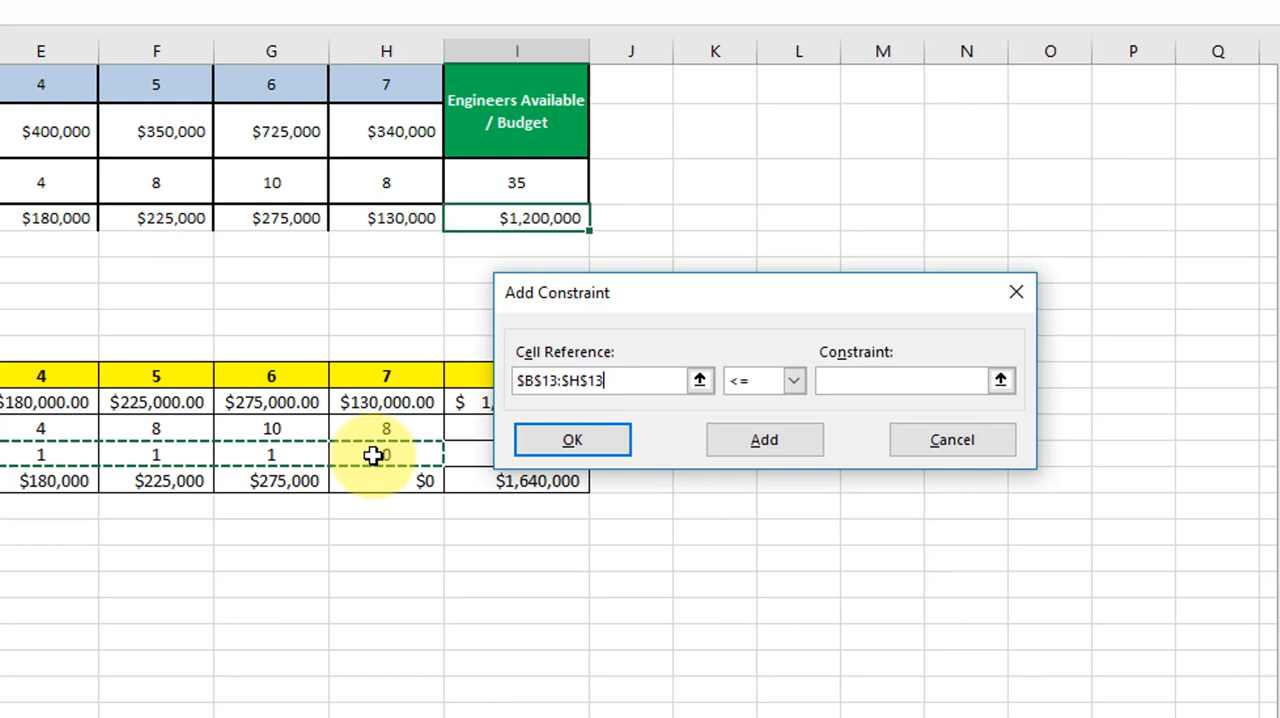 E F G H I J K L M N O P Q
4 5 6 7 Engineers Available
/ Budget
$400,000 $350,000 $725,000 $340,000
4 8 10 8 35
$180,000 $225,000 $275,000 $130,000 $1,200,000
Add Constraint
Cell Reference: Constraint:
$B$13:$H$13 <=
OK Add Cancel
4 5 6 7
$180,000.00 $225,000.00 $275,000.00 $130,000.00 $ 1,
4 8 10 8
1 1 1 0
$180,000 $225,000 $275,000 $0 $1,640,000